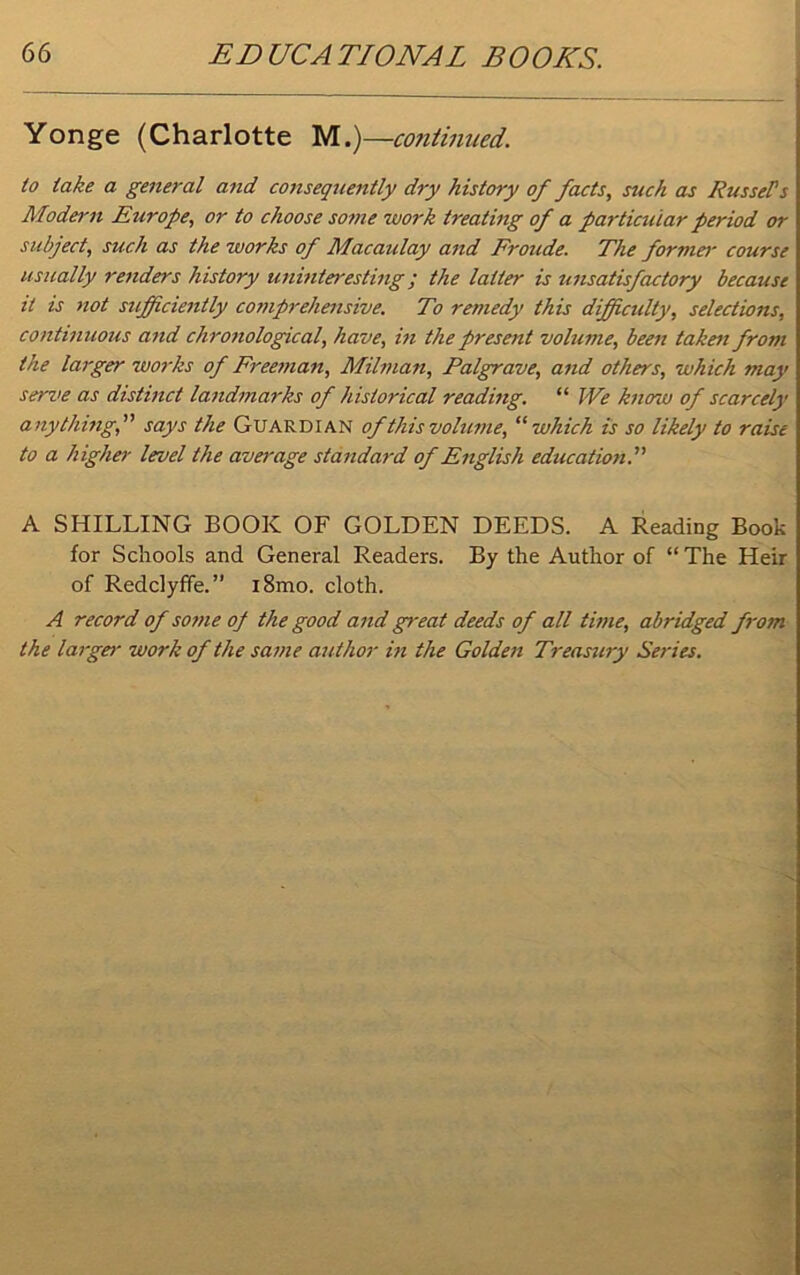 66 EDUCATIONAL BOOKS.
Yonge (Charlotte M.)—continued.
to take a general and consequently dry history of facts, such as Russel's
Modern Europe, or to choose some work treating of a particular period or
subject, such as the works of Macaulay and Froude. The former course
usually renders history uninteresting; the latter is unsatisfactory because
it is not sufficiently comprehensive. To remedy this difficulty, selections,
continuous and chronological, have, in the present volume, been taken from
the larger works of Freeman, Milman, Palgrave, and others, which may
serve as distinct landmarks of historical reading. “ We know of scarcely
anything,” says the GUARDIAN of this volume, “which is so likely to raise
to a higher level the average standard of English education.”
A SHILLING BOOK OF GOLDEN DEEDS. A Reading Book
for Schools and General Readers. By the Author of “The Heir
of Redclyffe.” 18mo. cloth.
A record of some of the good and great deeds of all time, abridged from
the larger work of the same author in the Golden Treasury Series.